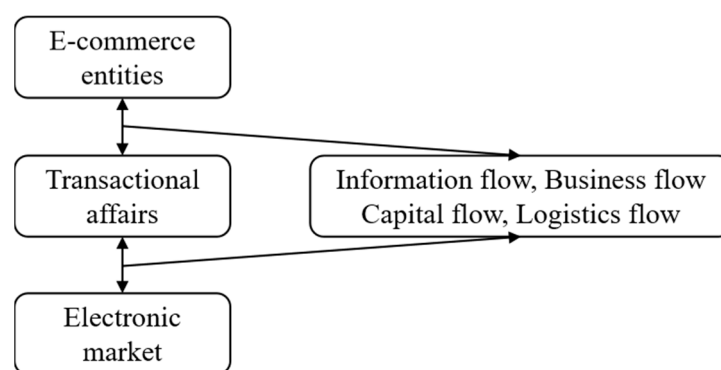 E-commerce
entities
Transactional
affairs
Information flow, Business flow
Capital flow, Logistics flow
Electronic
market